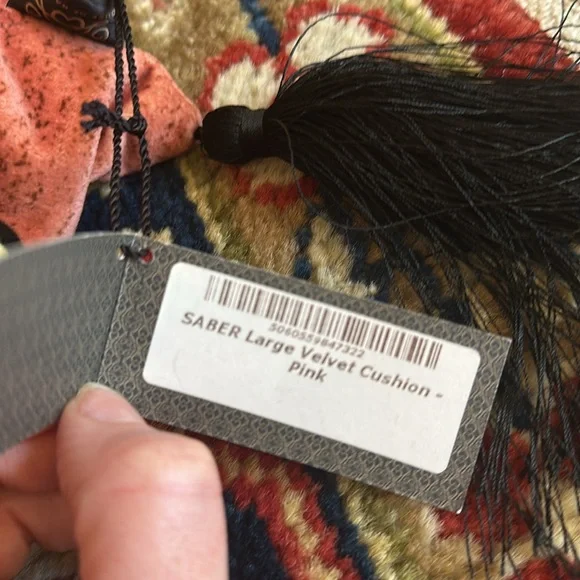 5060559847322
SABER Large Velvet Cushion -
Pink